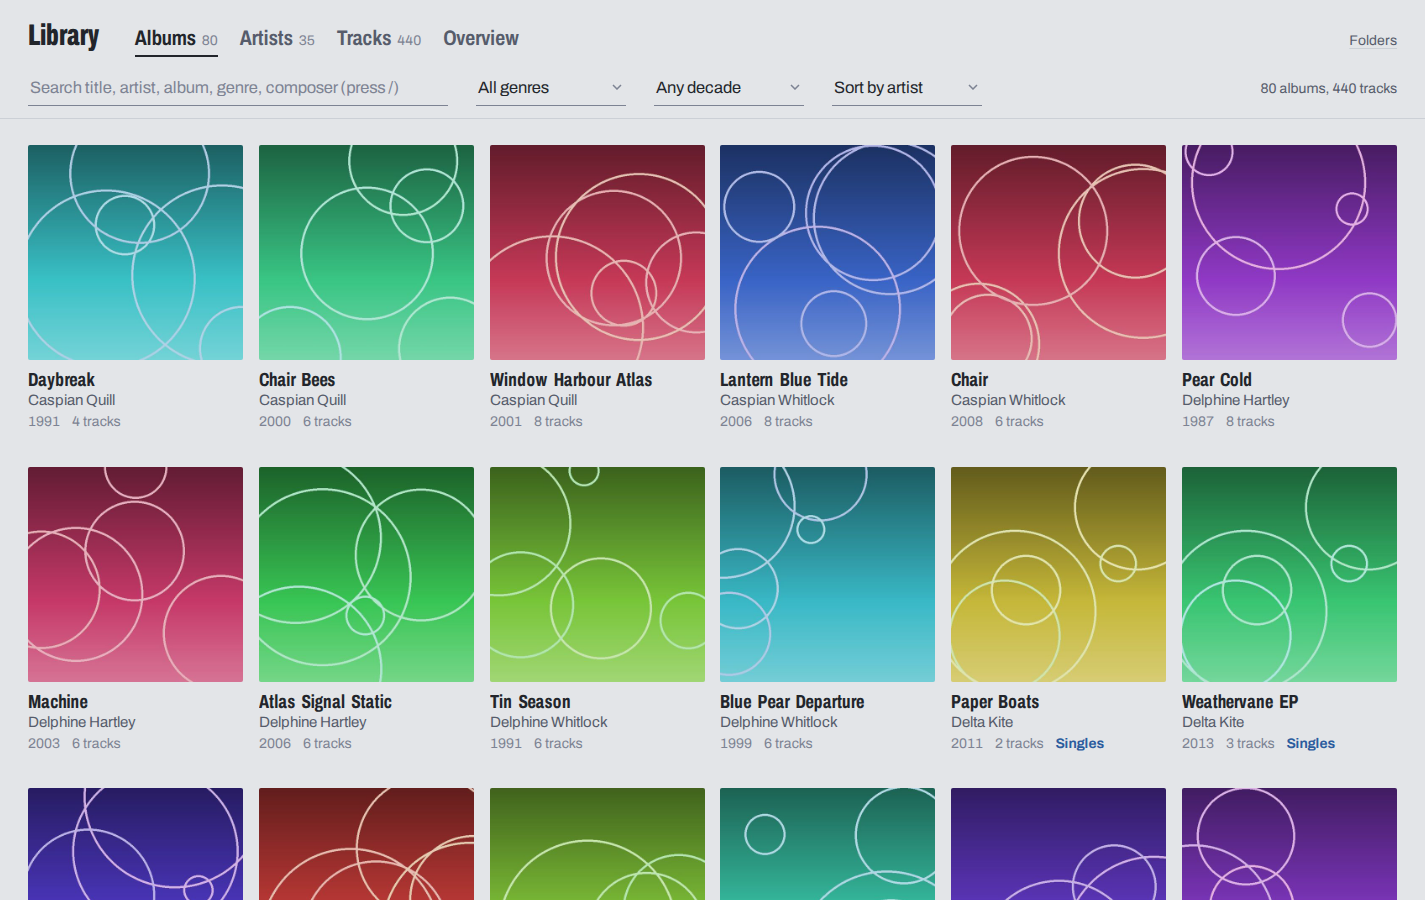 Library
Albums 80
Artists 35
Tracks 440
Overview
Folders
Search title, artist, album, genre, composer (press /)
All genres
Any decade
Sort by artist
80 albums, 440 tracks
Daybreak
Caspian Quill
1991 4 tracks
Chair Bees
Caspian Quill
2000 6 tracks
Window Harbour Atlas
Caspian Quill
2001 8 tracks
Lantern Blue Tide
Caspian Whitlock
2006 8 tracks
Chair
Caspian Whitlock
2008 6 tracks
Pear Cold
Delphine Hartley
1987 8 tracks
Machine
Delphine Hartley
2003 6 tracks
Atlas Signal Static
Delphine Hartley
2006 6 tracks
Tin Season
Delphine Whitlock
1991 6 tracks
Blue Pear Departure
Delphine Whitlock
1999 6 tracks
Paper Boats
Delta Kite
2011 2 tracks Singles
Weathervane EP
Delta Kite
2013 3 tracks Singles